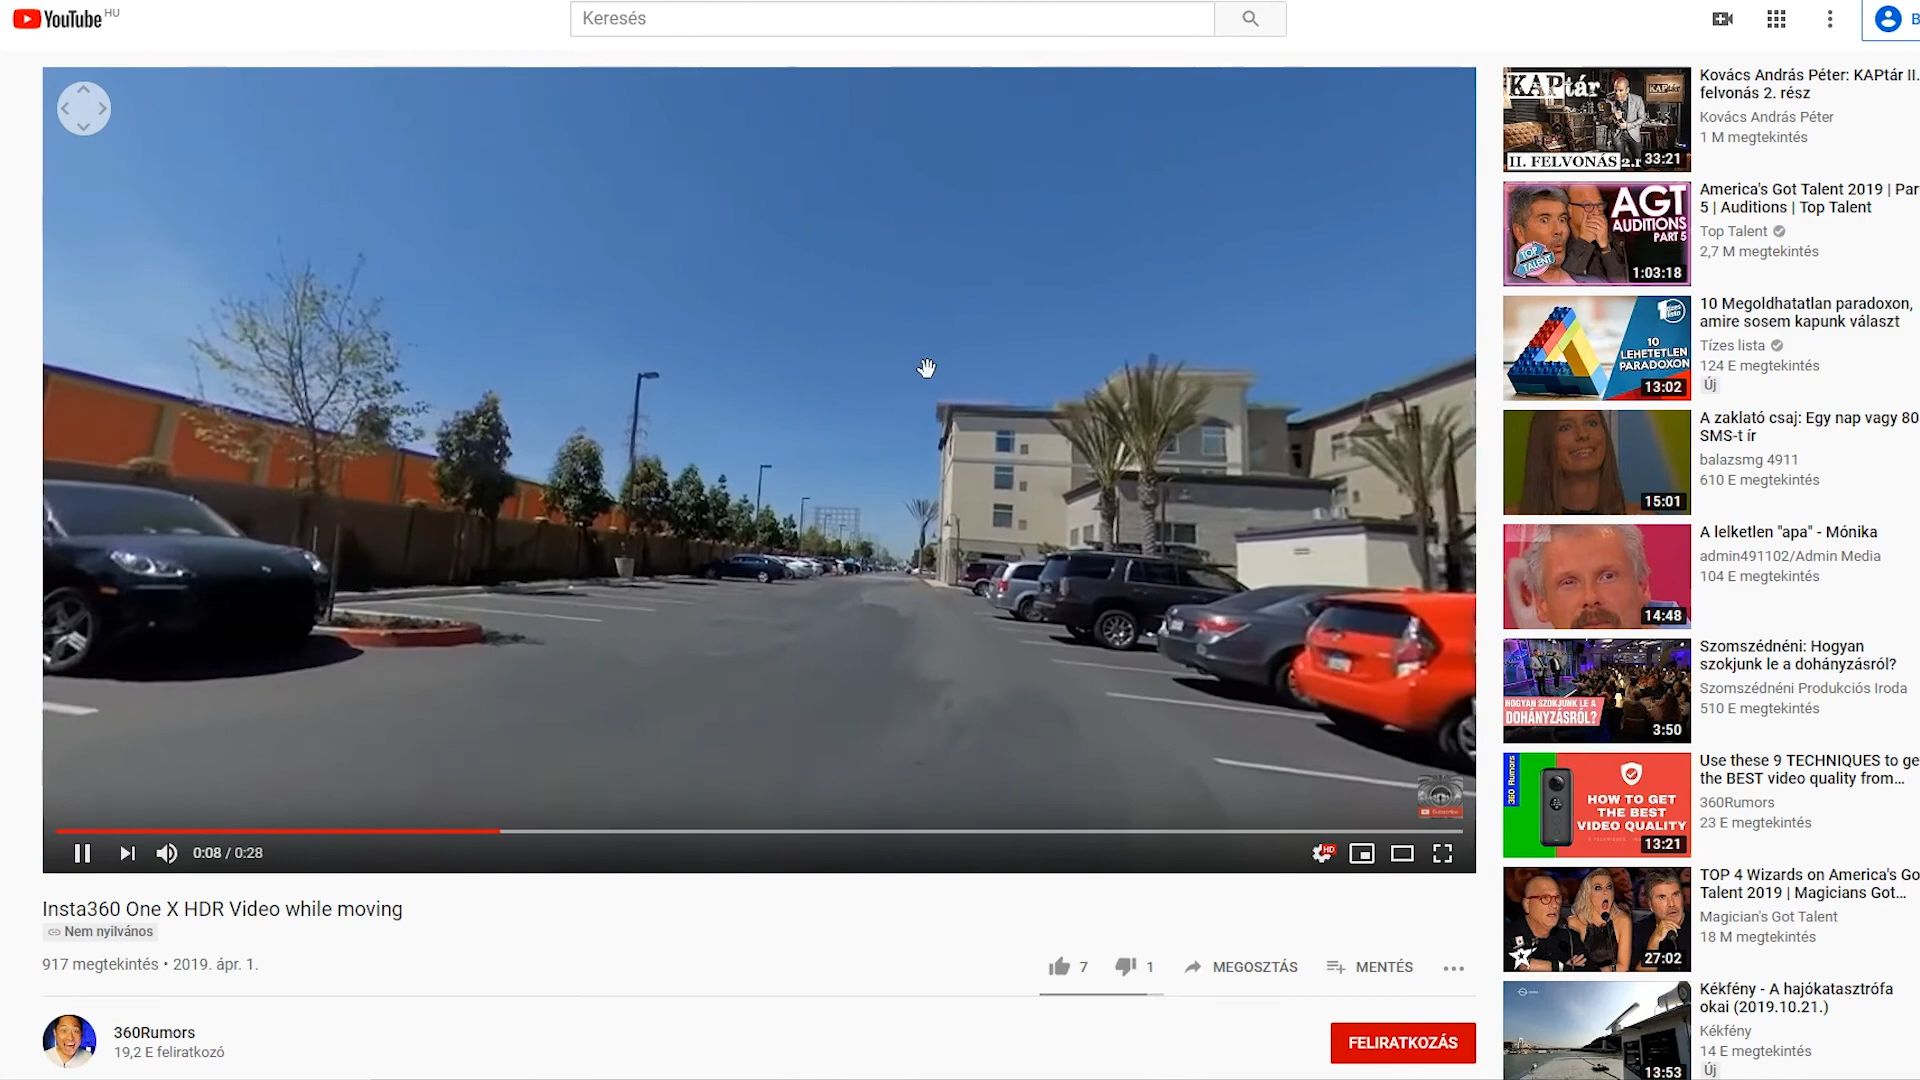 YouTube HU
Keresés
B
0:08 / 0:28
HD
Insta360 One X HDR Video while moving
Nem nyilvános
917 megtekintés • 2019. ápr. 1.
7
1
MEGOSZTÁS
MENTÉS
360Rumors
19,2 E feliratkozó
FELIRATKOZÁS
KAPtár
KAPtár
II. FELVONÁS 2.r
33:21
Kovács András Péter: KAPtár II.
felvonás 2. rész
Kovács András Péter
1 M megtekintés
AGT
AUDITIONS
PART 5
TOP
TALENT
1:03:18
America's Got Talent 2019 | Par
5 | Auditions | Top Talent
Top Talent
2,7 M megtekintés
10
LEHETETLEN
PARADOXON
13:02
10 Megoldhatatlan paradoxon,
amire sosem kapunk választ
Tízes lista
124 E megtekintés
Új
15:01
A zaklató csaj: Egy nap vagy 80
SMS-t ír
balazsmg 4911
610 E megtekintés
14:48
A lelketlen "apa" - Mónika
admin491102/Admin Media
104 E megtekintés
HOGYAN SZOKJUNK LE A
DOHÁNYZÁSRÓL?
3:50
Szomszédnéni: Hogyan
szokjunk le a dohányzásról?
Szomszédnéni Produkciós Iroda
510 E megtekintés
360 Rumors
HOW TO GET
THE BEST
VIDEO QUALITY
13:21
Use these 9 TECHNIQUES to ge
the BEST video quality from...
360Rumors
23 E megtekintés
27:02
TOP 4 Wizards on America's Go
Talent 2019 | Magicians Got...
Magician's Got Talent
18 M megtekintés
13:53
Kékfény - A hajókatasztrófa
okai (2019.10.21.)
Kékfény
14 E megtekintés
Új